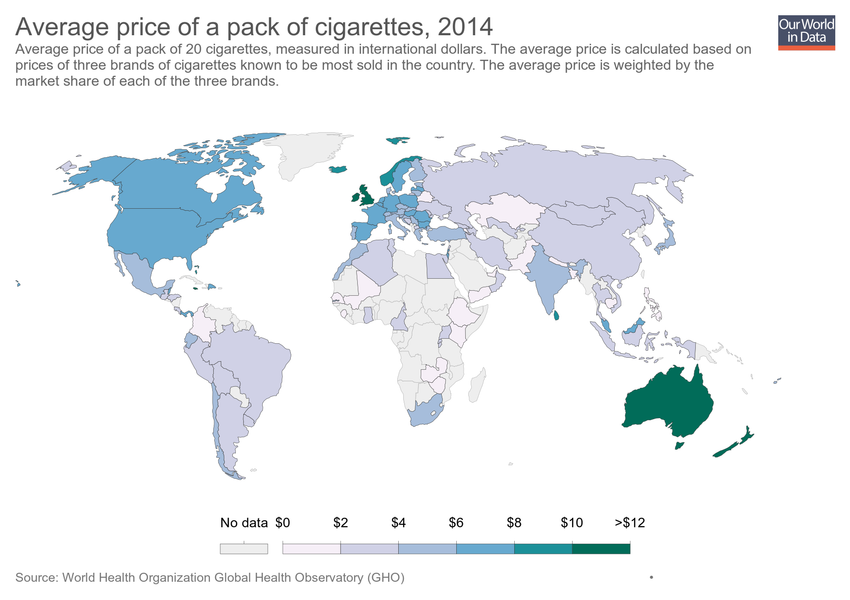 Average price of a pack of cigarettes, 2014
Our World
in Data
Average price of a pack of 20 cigarettes, measured in international dollars. The average price is calculated based on
prices of three brands of cigarettes known to be most sold in the country. The average price is weighted by the
market share of each of the three brands.
No data $0 $2 $4 $6 $8 $10 >$12
Source: World Health Organization Global Health Observatory (GHO)